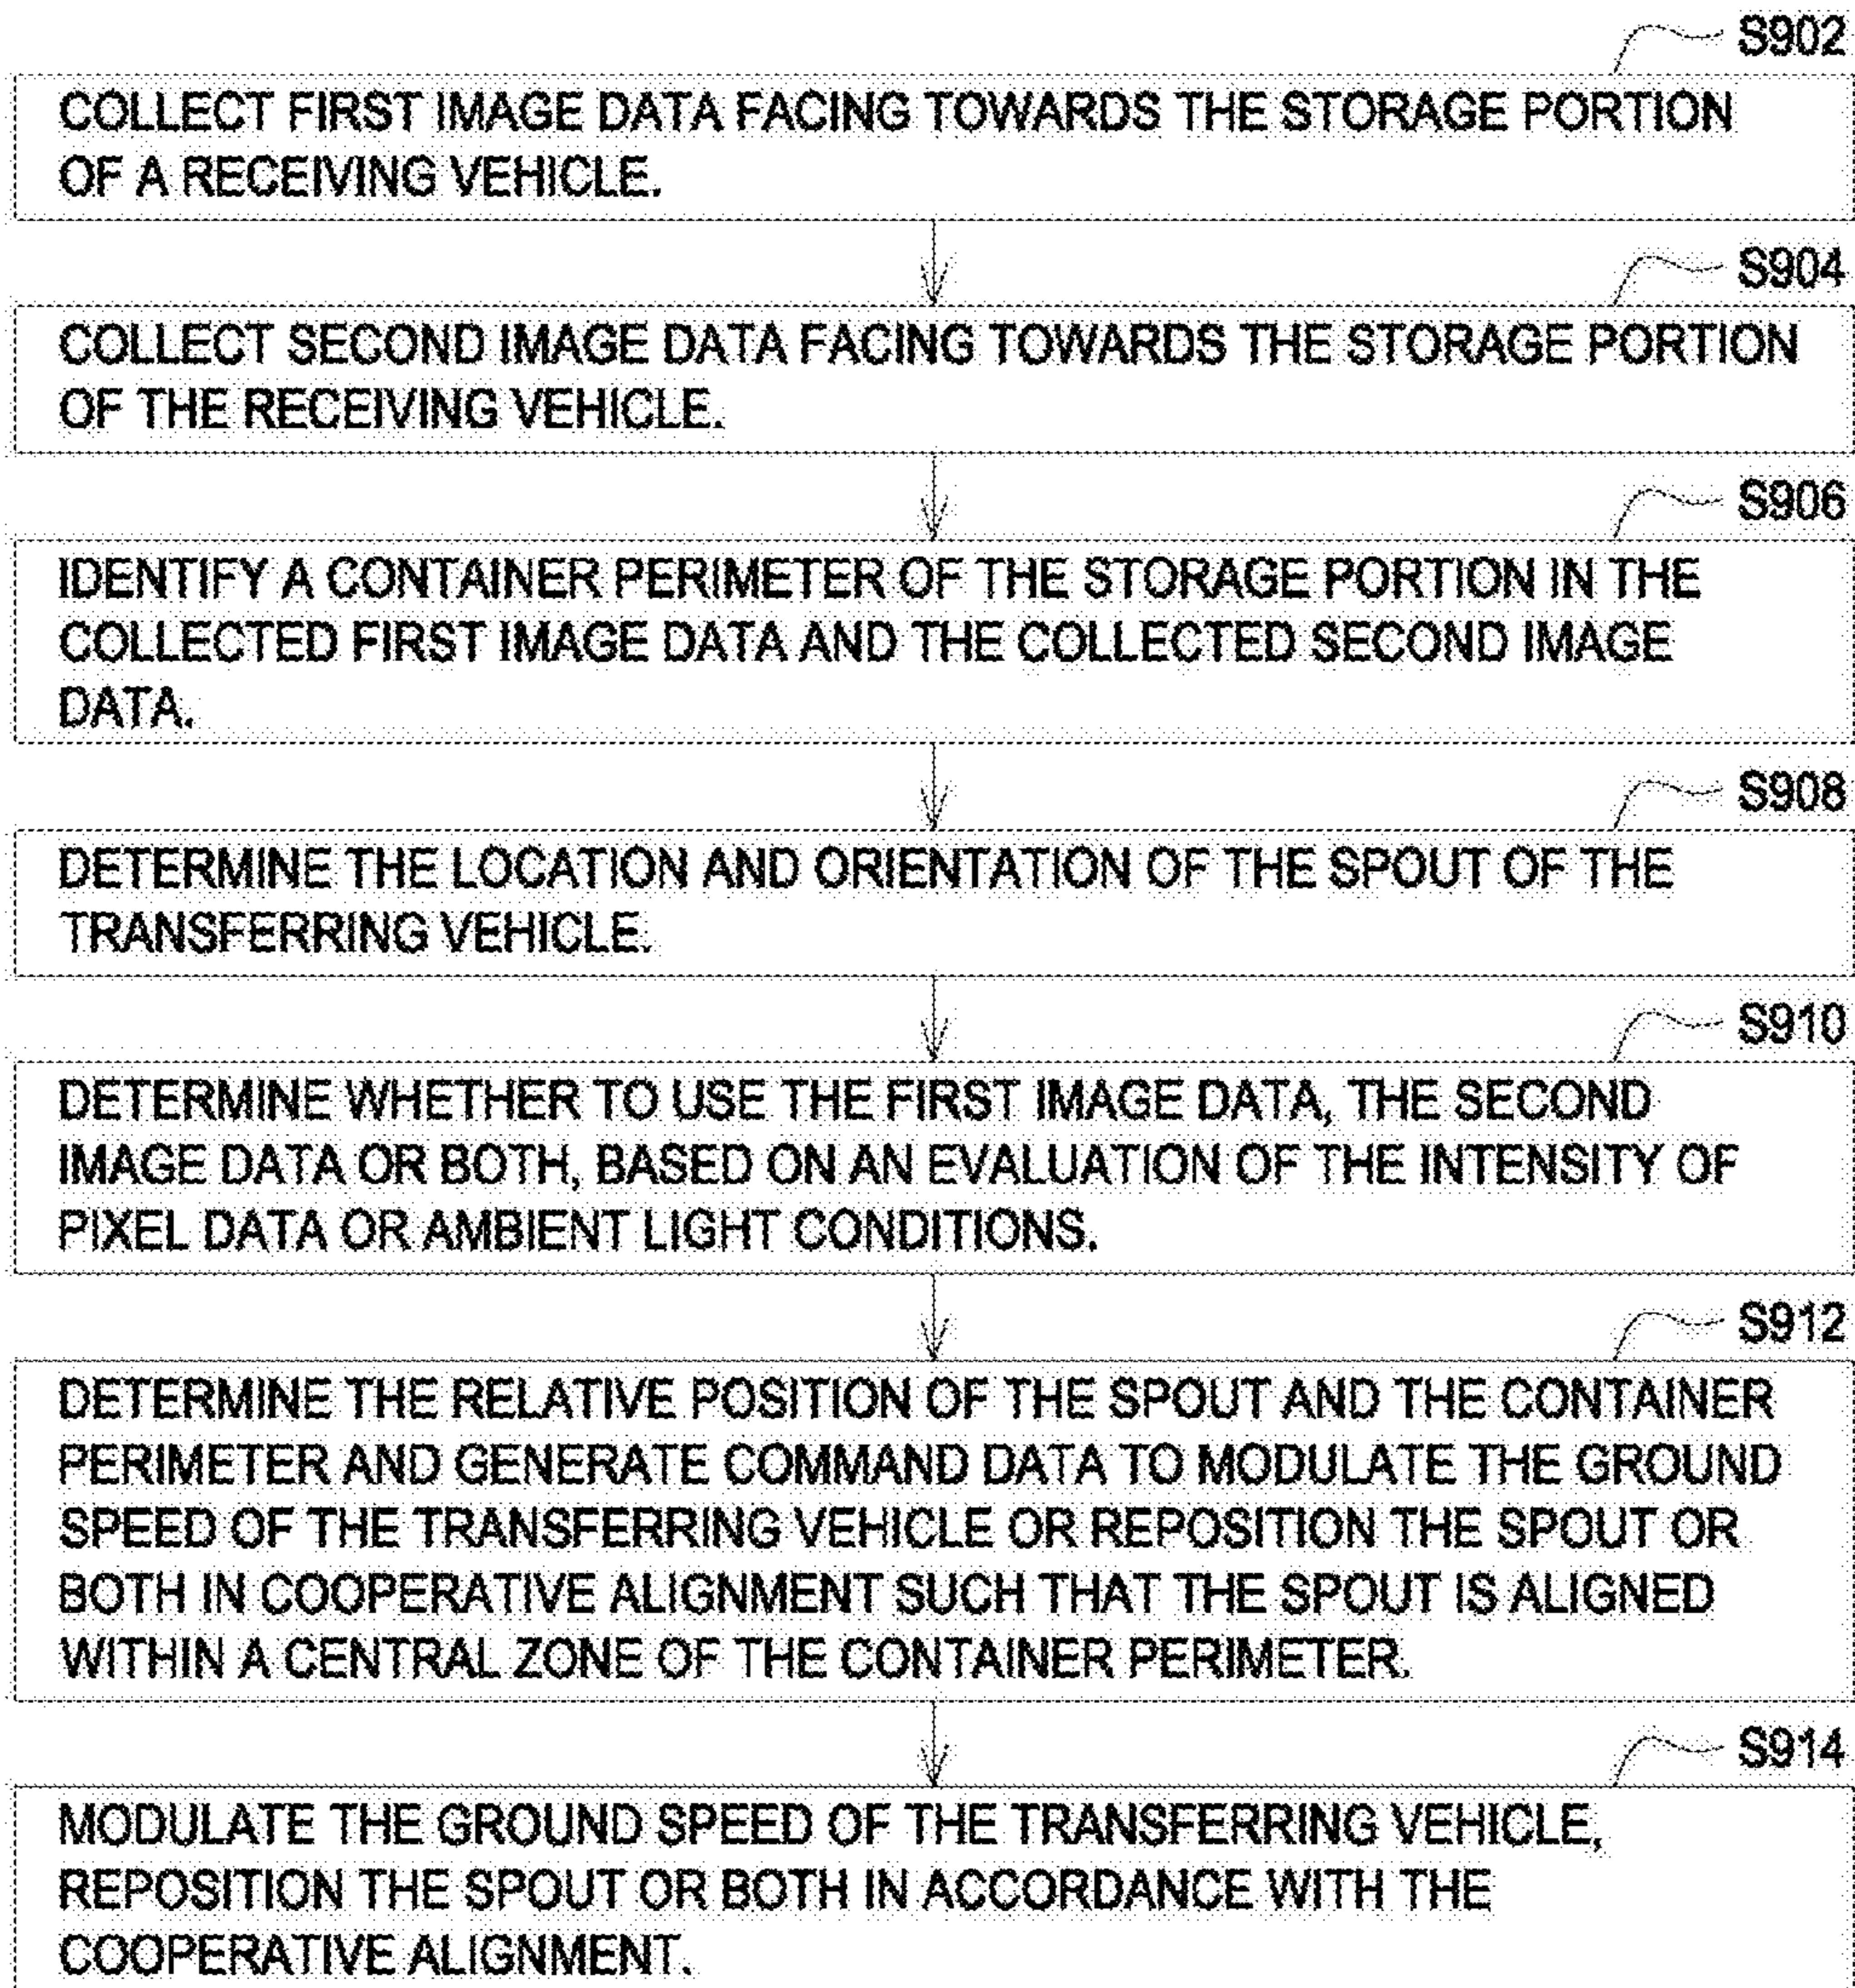 S902
COLLECT FIRST IMAGE DATA FACING TOWARDS THE STORAGE PORTION
OF A RECEIVING VEHICLE.
S904
COLLECT SECOND IMAGE DATA FACING TOWARDS THE STORAGE PORTION
OF THE RECEIVING VEHICLE.
S906
IDENTIFY A CONTAINER PERIMETER OF THE STORAGE PORTION IN THE
COLLECTED FIRST IMAGE DATA AND THE COLLECTED SECOND IMAGE
DATA.
S908
DETERMINE THE LOCATION AND ORIENTATION OF THE SPOUT OF THE
TRANSFERRING VEHICLE.
S910
DETERMINE WHETHER TO USE THE FIRST IMAGE DATA, THE SECOND
IMAGE DATA OR BOTH, BASED ON AN EVALUATION OF THE INTENSITY OF
PIXEL DATA OR AMBIENT LIGHT CONDITIONS.
S912
DETERMINE THE RELATIVE POSITION OF THE SPOUT AND THE CONTAINER
PERIMETER AND GENERATE COMMAND DATA TO MODULATE THE GROUND
SPEED OF THE TRANSFERRING VEHICLE OR REPOSITION THE SPOUT OR
BOTH IN COOPERATIVE ALIGNMENT SUCH THAT THE SPOUT IS ALIGNED
WITHIN A CENTRAL ZONE OF THE CONTAINER PERIMETER.
S914
MODULATE THE GROUND SPEED OF THE TRANSFERRING VEHICLE,
REPOSITION THE SPOUT OR BOTH IN ACCORDANCE WITH THE
COOPERATIVE ALIGNMENT.